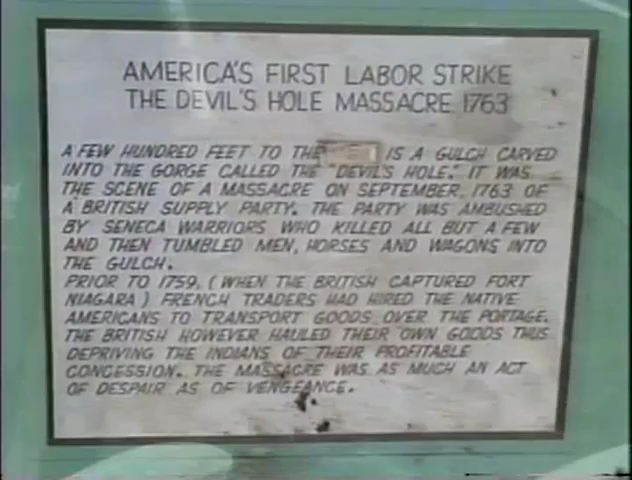 AMERICA'S FIRST LABOR STRIKE
THE DEVIL'S HOLE MASSACRE 1763
A FEW HUNDRED FEET TO THE IS A GULCH CARVED
INTO THE GORGE CALLED THE "DEVIL'S HOLE." IT WAS
THE SCENE OF A MASSACRE ON SEPTEMBER, 1763 OF
A BRITISH SUPPLY PARTY. THE PARTY WAS AMBUSHED
BY SENECA WARRIORS WHO KILLED ALL BUT A FEW
AND THEN TUMBLED MEN, HORSES AND WAGONS INTO
THE GULCH.
PRIOR TO 1759, (WHEN THE BRITISH CAPTURED FORT
NIAGARA) FRENCH TRADERS HAD HIRED THE NATIVE
AMERICANS TO TRANSPORT GOODS OVER THE PORTAGE.
THE BRITISH HOWEVER HAULED THEIR OWN GOODS THUS
DEPRIVING THE INDIANS OF THEIR PROFITABLE
CONCESSION. THE MASSACRE WAS AS MUCH AN ACT
OF DESPAIR AS OF VENGEANCE.